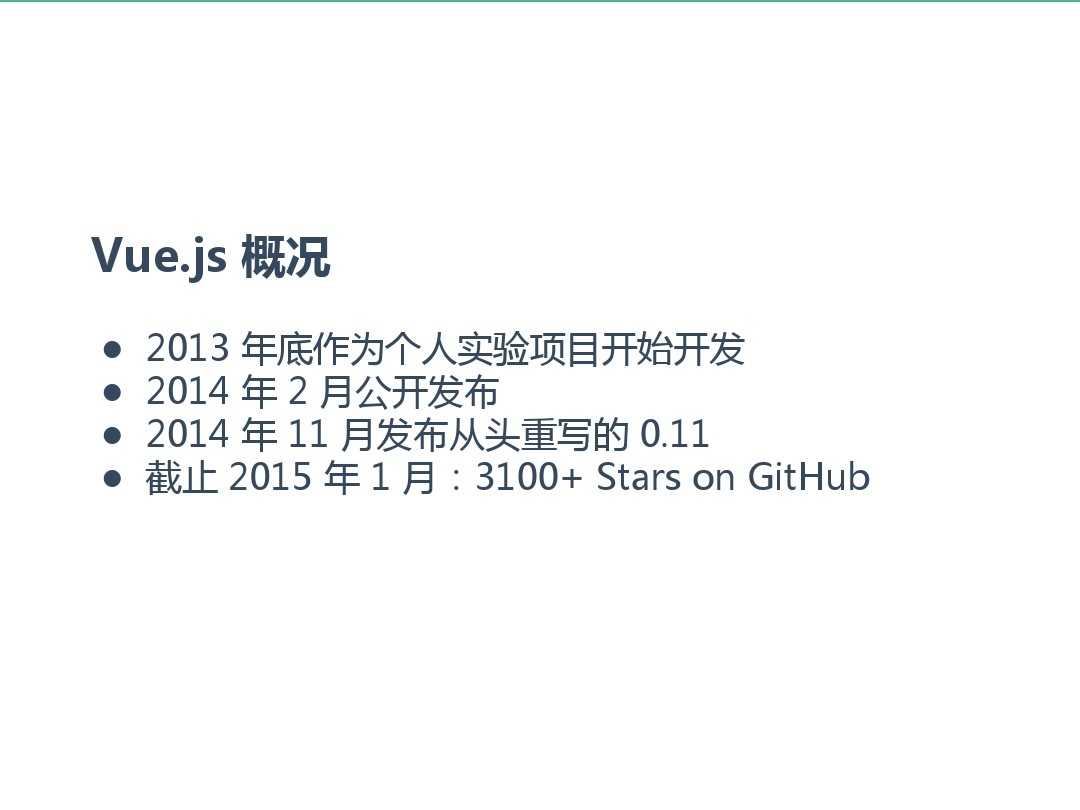 Vue.js 概况
● 2013 年底作为个人实验项目开始开发
● 2014 年 2 月公开发布
● 2014 年 11 月发布从头重写的 0.11
● 截止 2015 年 1 月：3100+ Stars on GitHub